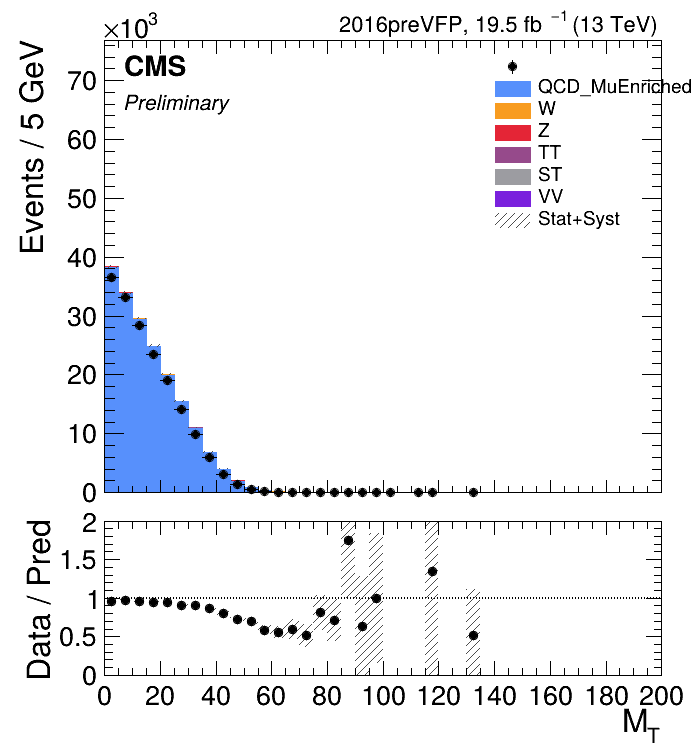 ×10³
2016preVFP, 19.5 fb ⁻¹ (13 TeV)
CMS
Preliminary
QCD_MuEnriched
W
Z
TT
ST
VV
Stat+Syst
Events / 5 GeV
70
60
50
40
30
20
10
0
Data / Pred
2
1.5
1
0.5
0
0 20 40 60 80 100 120 140 160 180 200
M_T